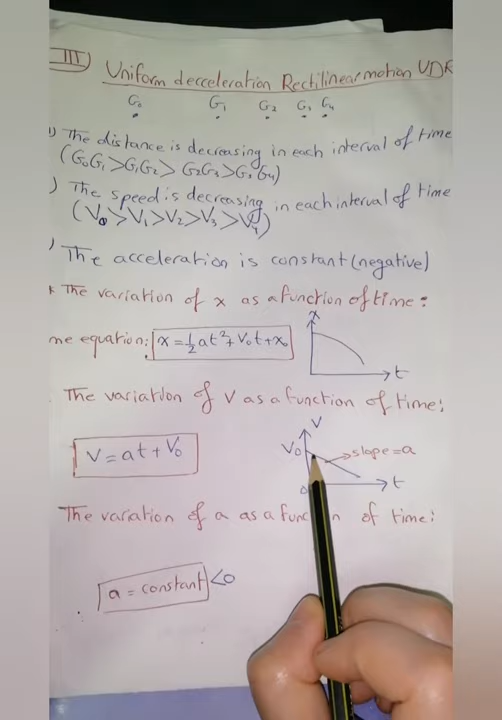 III Uniform decceleration Rectilinear motion UDR
G₀ G₁ G₂ G₃ G₄
) The distance is decreasing in each interval of time
(G₀G₁>G₁G₂>G₂G₃>G₃G₄)
) The speed is decreasing in each interval of time
(V₀>V₁>V₂>V₃>V₄)
) The acceleration is constant (negative)
* The variation of x as a function of time:
x
me equation: x=½at²+V₀t+x₀
t
The variation of V as a function of time:
V
V=at+V₀
V₀ slope=a
0 t
The variation of a as a function of time:
a = constant <0